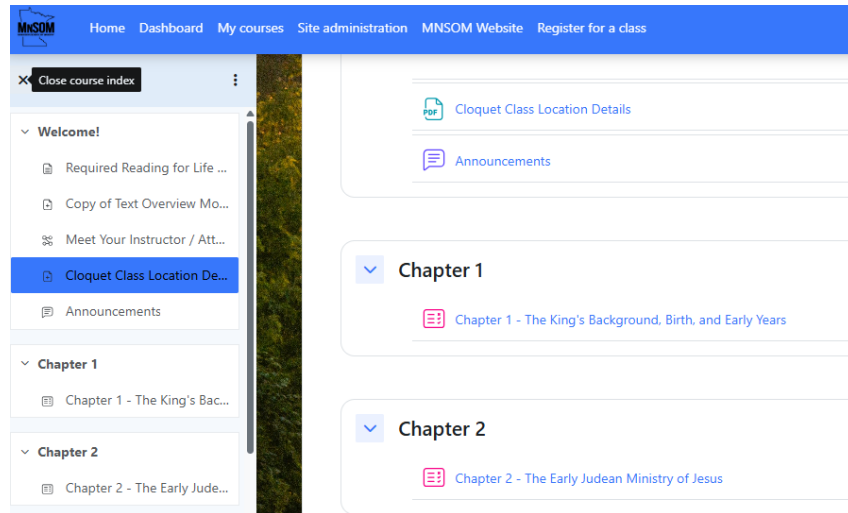 MNSOM
Home Dashboard My courses Site administration MNSOM Website Register for a class
Close course index
Welcome!
Required Reading for Life ...
Copy of Text Overview Mo...
Meet Your Instructor / Att...
Cloquet Class Location De...
Announcements
Chapter 1
Chapter 1 - The King's Bac...
Chapter 2
Chapter 2 - The Early Jude...
PDF
Cloquet Class Location Details
Announcements
Chapter 1
Chapter 1 - The King's Background, Birth, and Early Years
Chapter 2
Chapter 2 - The Early Judean Ministry of Jesus